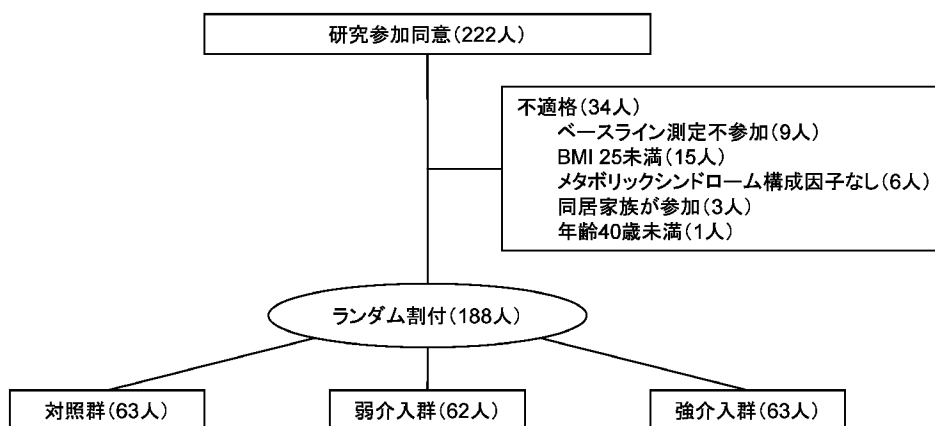 研究参加同意(222人)
不適格(34人)
ベースライン測定不参加(9人)
BMI 25未満(15人)
メタボリックシンドローム構成因子なし(6人)
同居家族が参加(3人)
年齢40歳未満(1人)
ランダム割付(188人)
対照群(63人)
弱介入群(62人)
強介入群(63人)